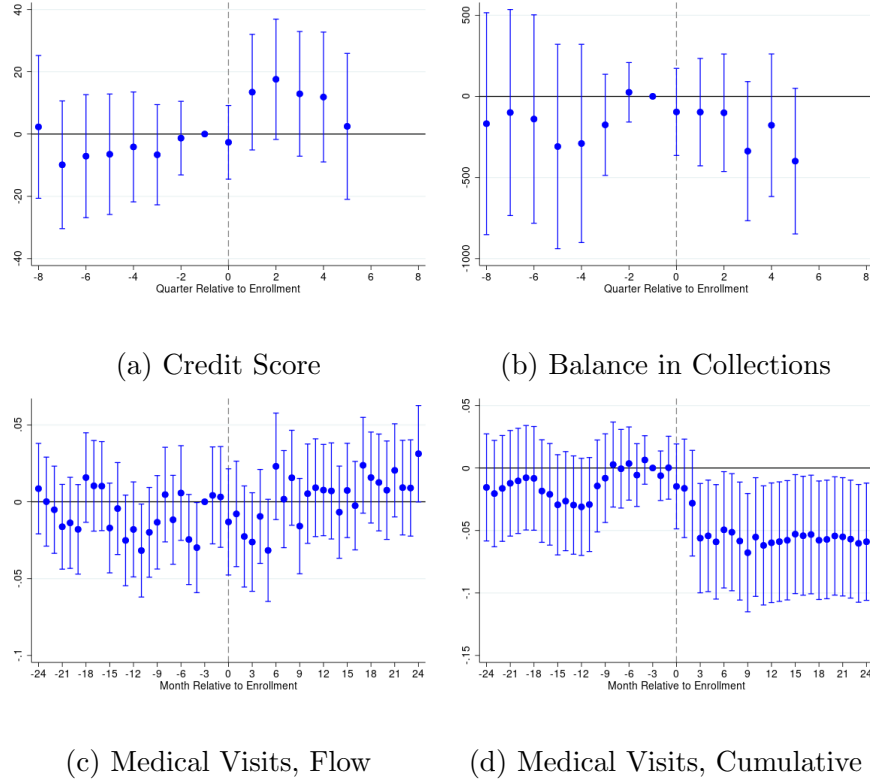 40
20
0
-20
-40
-8 -6 -4 -2 0 2 4 6 8
Quarter Relative to Enrollment
(a) Credit Score
500
0
-500
-1000
-8 -6 -4 -2 0 2 4 6 8
Quarter Relative to Enrollment
(b) Balance in Collections
.05
0
-.05
-.1
-24 -21 -18 -15 -12 -9 -6 -3 0 3 6 9 12 15 18 21 24
Month Relative to Enrollment
(c) Medical Visits, Flow
.05
0
-.05
-.1
-.15
-24 -21 -18 -15 -12 -9 -6 -3 0 3 6 9 12 15 18 21 24
Month Relative to Enrollment
(d) Medical Visits, Cumulative